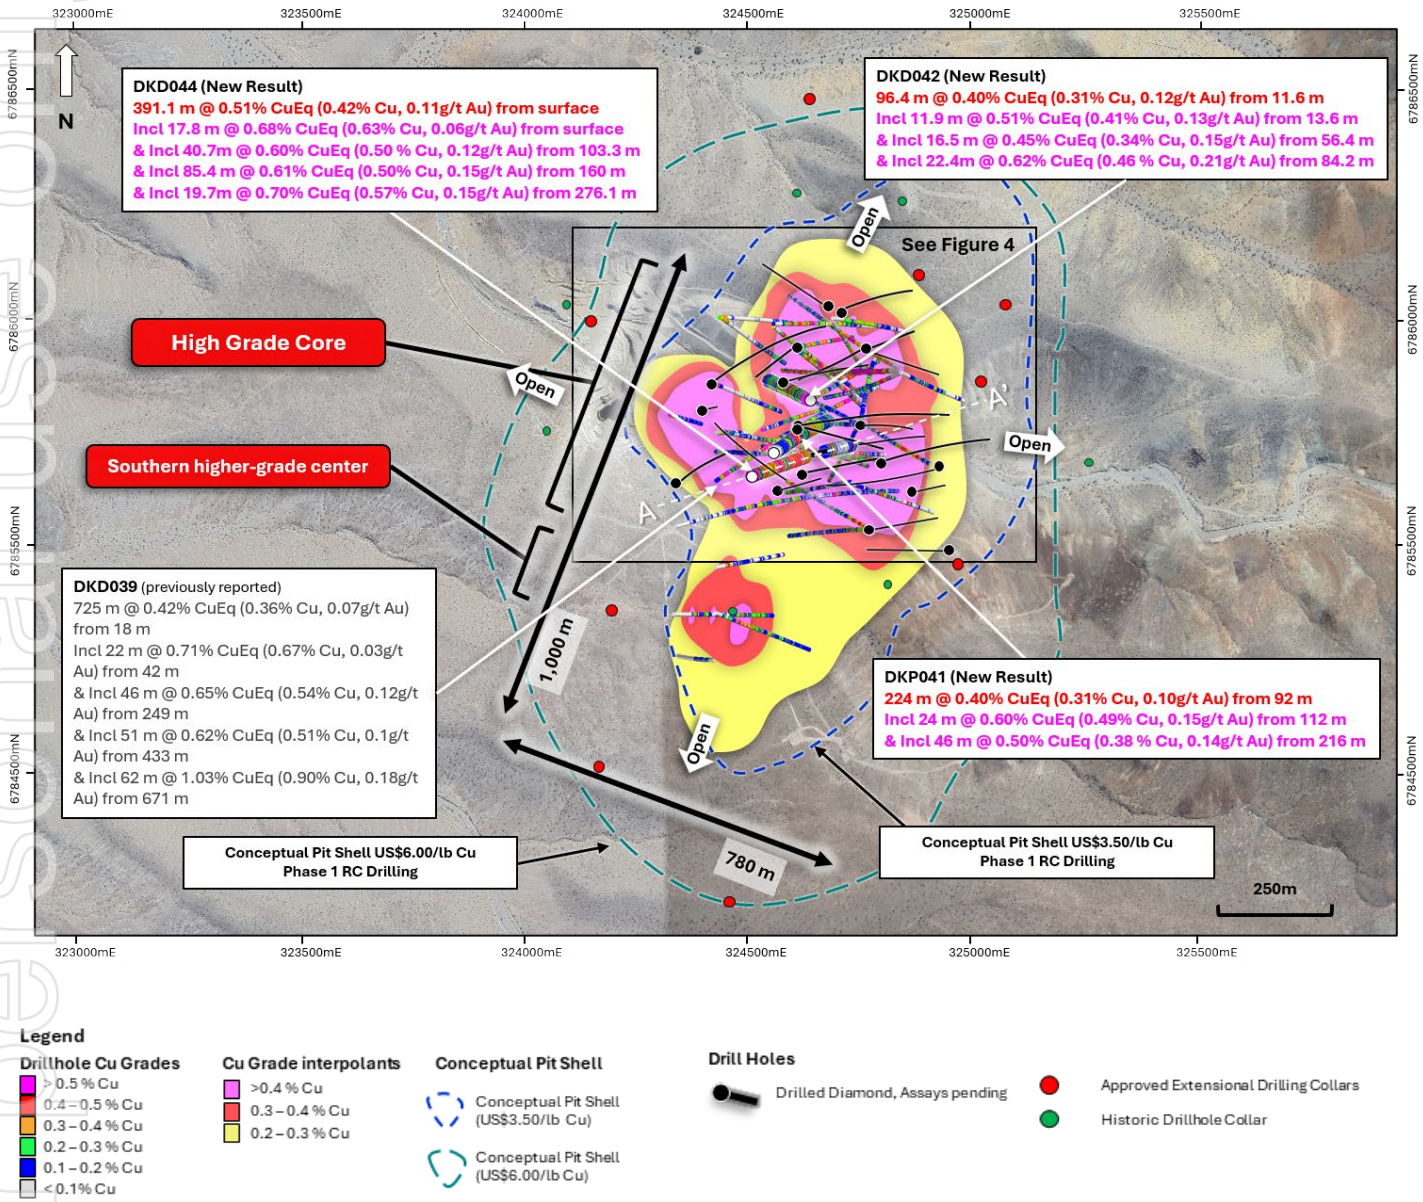 323000mE 323500mE 324000mE 324500mE 325000mE 325500mE
6786500mN
6786000mN
6785500mN
6784500mN
N
DKD044 (New Result)
391.1 m @ 0.51% CuEq (0.42% Cu, 0.11g/t Au) from surface
Incl 17.8 m @ 0.68% CuEq (0.63% Cu, 0.06g/t Au) from surface
& Incl 40.7m @ 0.60% CuEq (0.50 % Cu, 0.12g/t Au) from 103.3 m
& Incl 85.4 m @ 0.61% CuEq (0.50% Cu, 0.15g/t Au) from 160 m
& Incl 19.7m @ 0.70% CuEq (0.57% Cu, 0.15g/t Au) from 276.1 m
DKD042 (New Result)
96.4 m @ 0.40% CuEq (0.31% Cu, 0.12g/t Au) from 11.6 m
Incl 11.9 m @ 0.51% CuEq (0.41% Cu, 0.13g/t Au) from 13.6 m
& Incl 16.5 m @ 0.45% CuEq (0.34% Cu, 0.15g/t Au) from 56.4 m
& Incl 22.4m @ 0.62% CuEq (0.46 % Cu, 0.21g/t Au) from 84.2 m
6786500mN
6786000mN
6785500mN
6784500mN
Open
See Figure 4
High Grade Core
Open
A'
Open
Southern higher-grade center
A
DKD039 (previously reported)
725 m @ 0.42% CuEq (0.36% Cu, 0.07g/t Au)
from 18 m
Incl 22 m @ 0.71% CuEq (0.67% Cu, 0.03g/t
Au) from 42 m
& Incl 46 m @ 0.65% CuEq (0.54% Cu, 0.12g/t
Au) from 249 m
& Incl 51 m @ 0.62% CuEq (0.51% Cu, 0.1g/t
Au) from 433 m
& Incl 62 m @ 1.03% CuEq (0.90% Cu, 0.18g/t
Au) from 671 m
1,000 m
Open
DKP041 (New Result)
224 m @ 0.40% CuEq (0.31% Cu, 0.10g/t Au) from 92 m
Incl 24 m @ 0.60% CuEq (0.49% Cu, 0.15g/t Au) from 112 m
& Incl 46 m @ 0.50% CuEq (0.38 % Cu, 0.14g/t Au) from 216 m
Conceptual Pit Shell US$6.00/lb Cu
Phase 1 RC Drilling
780 m
Conceptual Pit Shell US$3.50/lb Cu
Phase 1 RC Drilling
250m
323000mE 323500mE 324000mE 324500mE 325000mE 325500mE
Legend
Drillhole Cu Grades
> 0.5 % Cu
0.4 – 0.5 % Cu
0.3 – 0.4 % Cu
0.2 – 0.3 % Cu
0.1 – 0.2 % Cu
< 0.1% Cu
Cu Grade interpolants
>0.4 % Cu
0.3 – 0.4 % Cu
0.2 – 0.3 % Cu
Conceptual Pit Shell
Conceptual Pit Shell
(US$3.50/lb Cu)
Conceptual Pit Shell
(US$6.00/lb Cu)
Drill Holes
Drilled Diamond, Assays pending
Approved Extensional Drilling Collars
Historic Drillhole Collar